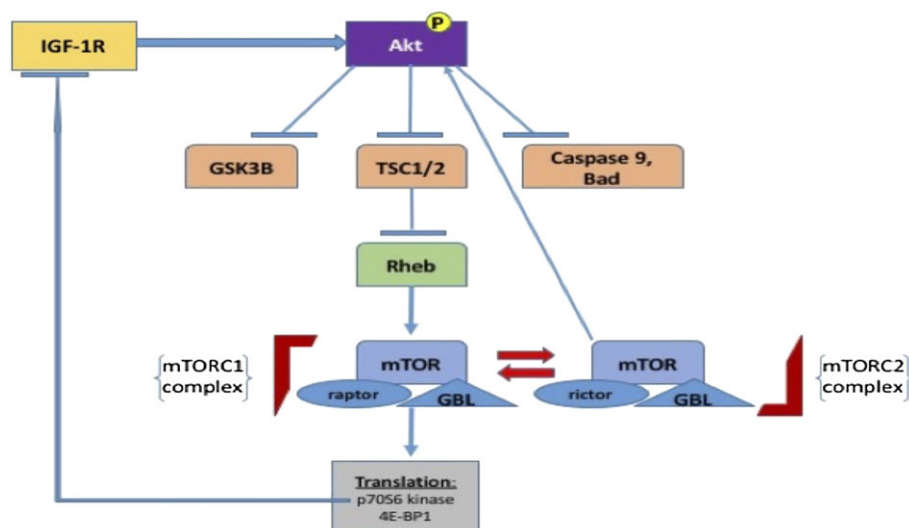 IGF-1R
Akt
P
GSK3B
TSC1/2
Caspase 9,
Bad
Rheb
mTORC1
complex
mTOR
raptor
GBL
mTOR
rictor
GBL
mTORC2
complex
Translation:
p70S6 kinase
4E-BP1